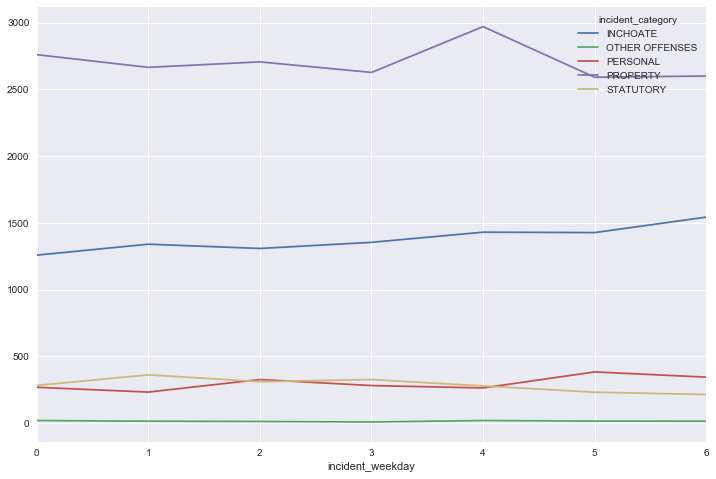 3000
2500
2000
1500
1000
500
0
incident_category
INCHOATE
OTHER OFFENSES
PERSONAL
PROPERTY
STATUTORY
0 1 2 3 4 5 6
incident_weekday